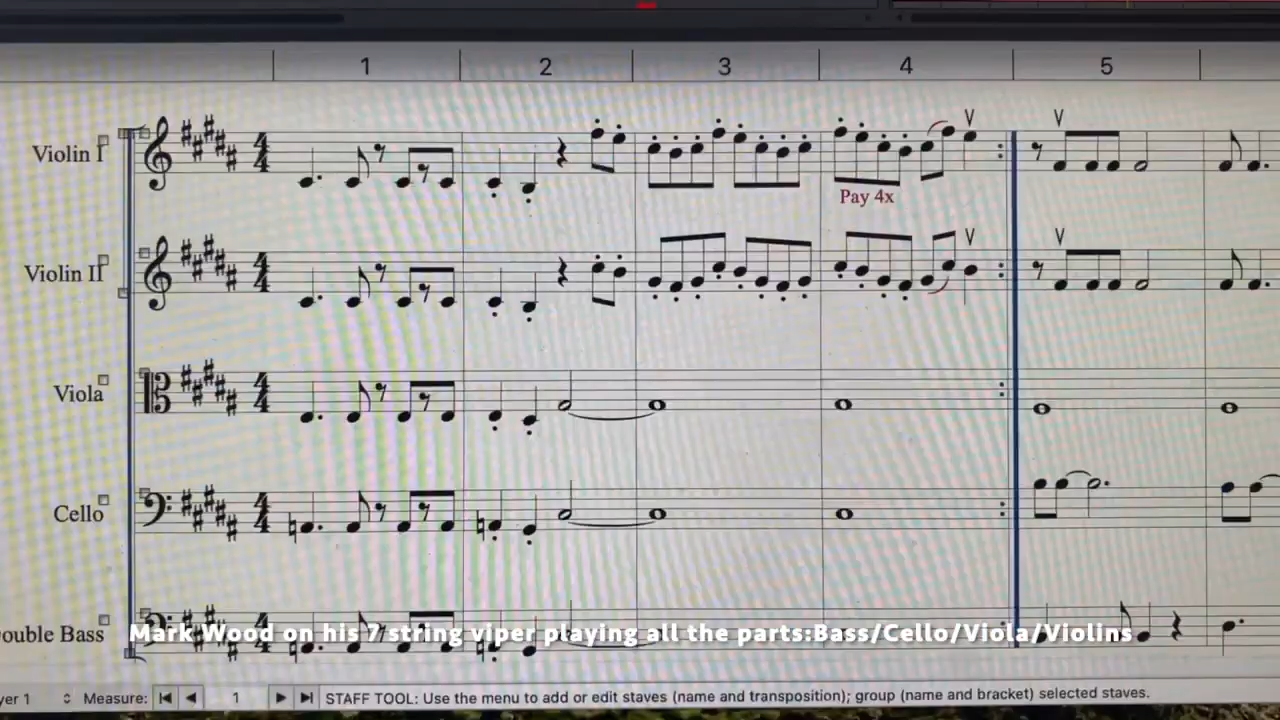 1 2 3 4 5
Violin I
Pay 4x
Violin II
Viola
Cello
ouble Bass
Mark Wood on his 7 string viper playing all the parts:Bass/Cello/Viola/Violins
yer 1 Measure: 1 STAFF TOOL: Use the menu to add or edit staves (name and transposition); group (name and bracket) selected staves.